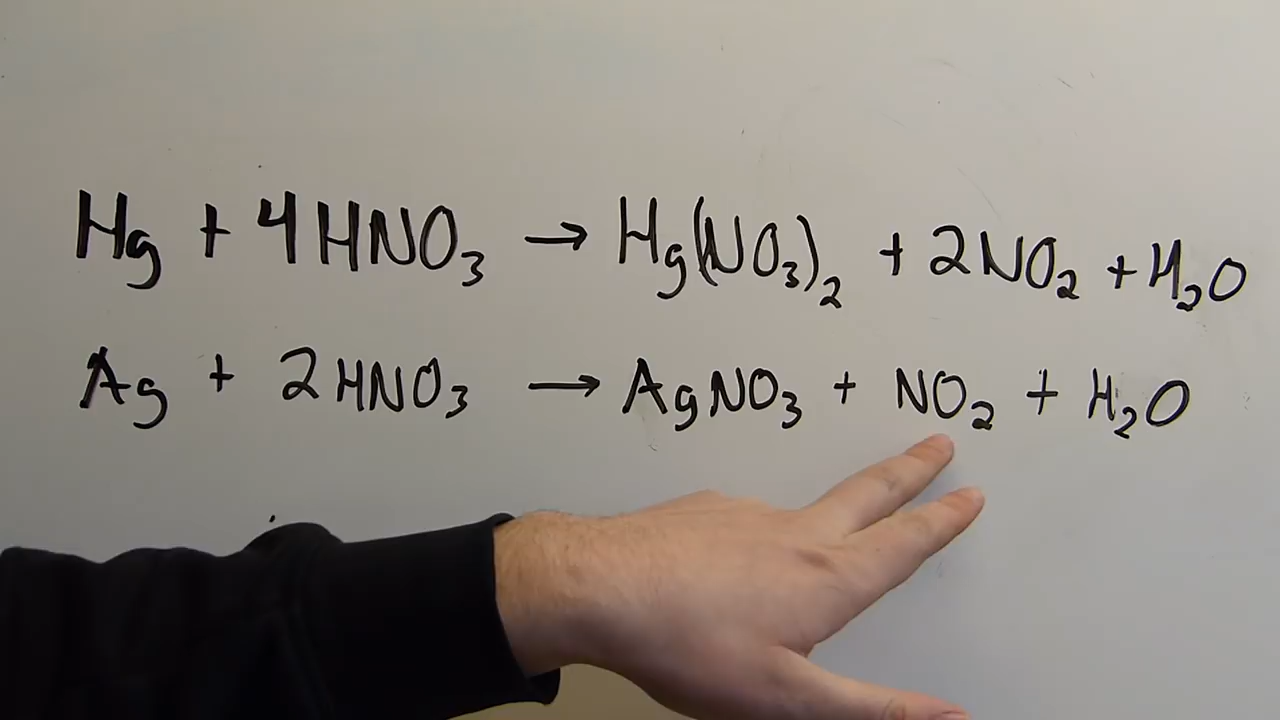 Hg + 4HNO₃ → Hg(NO₃)₂ + 2NO₂ + H₂O
Ag + 2HNO₃ → AgNO₃ + NO₂ + H₂O